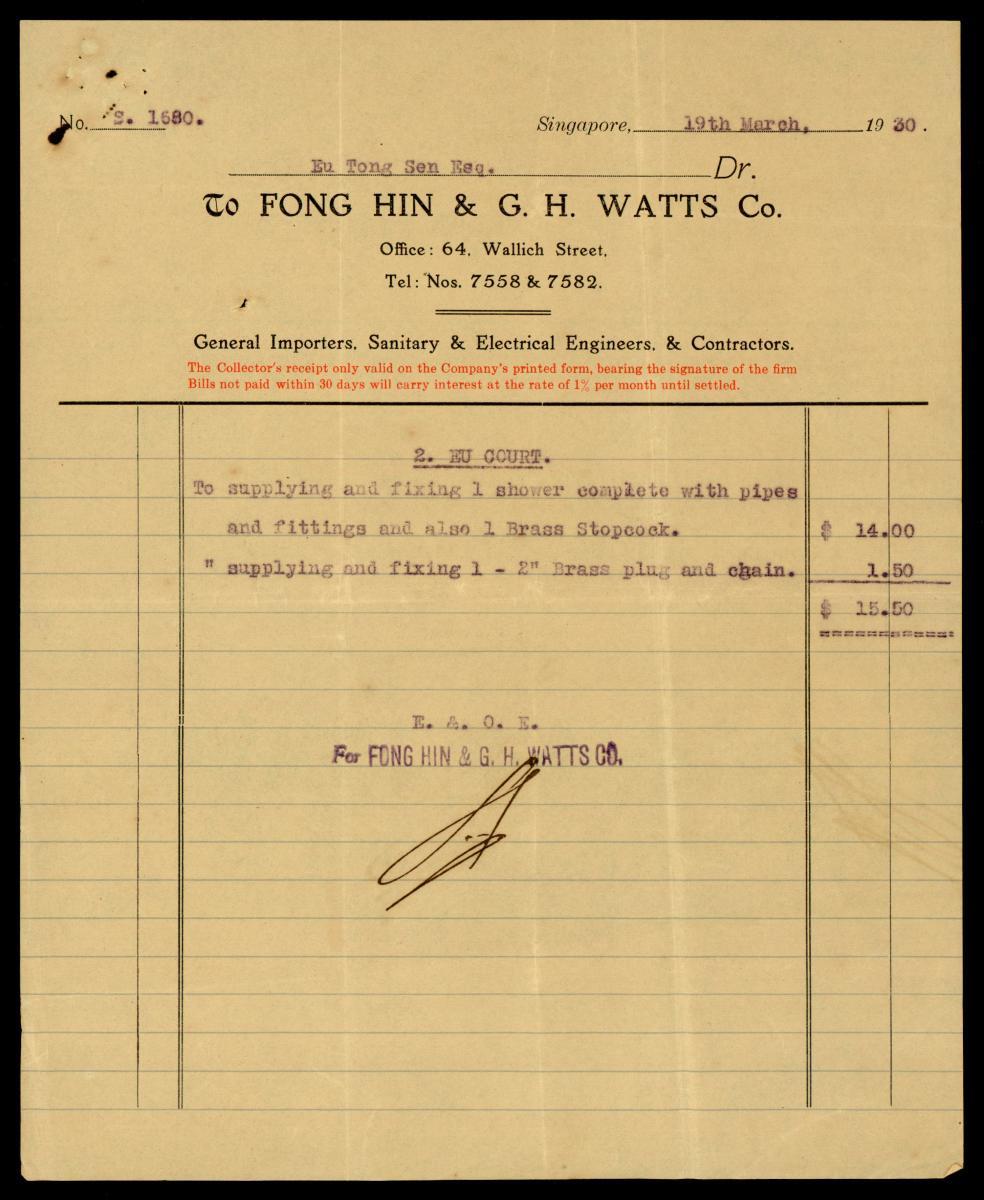 No. S. 1680.
Singapore, 19th March, 1930.
Eu Tong Sen Esq. Dr.
To FONG HIN & G. H. WATTS Co.
Office: 64, Wallich Street,
Tel: Nos. 7558 & 7582.
General Importers, Sanitary & Electrical Engineers, & Contractors.
The Collector's receipt only valid on the Company's printed form, bearing the signature of the firm
Bills not paid within 30 days will carry interest at the rate of 1% per month until settled.
2. EU COURT.
To supplying and fixing 1 shower complete with pipes
and fittings and also 1 Brass Stopcock. $ 14.00
" supplying and fixing 1 - 2" Brass plug and chain. 1.50
$ 15.50
E. &. O. E.
For FONG HIN & G. H. WATTS CO.